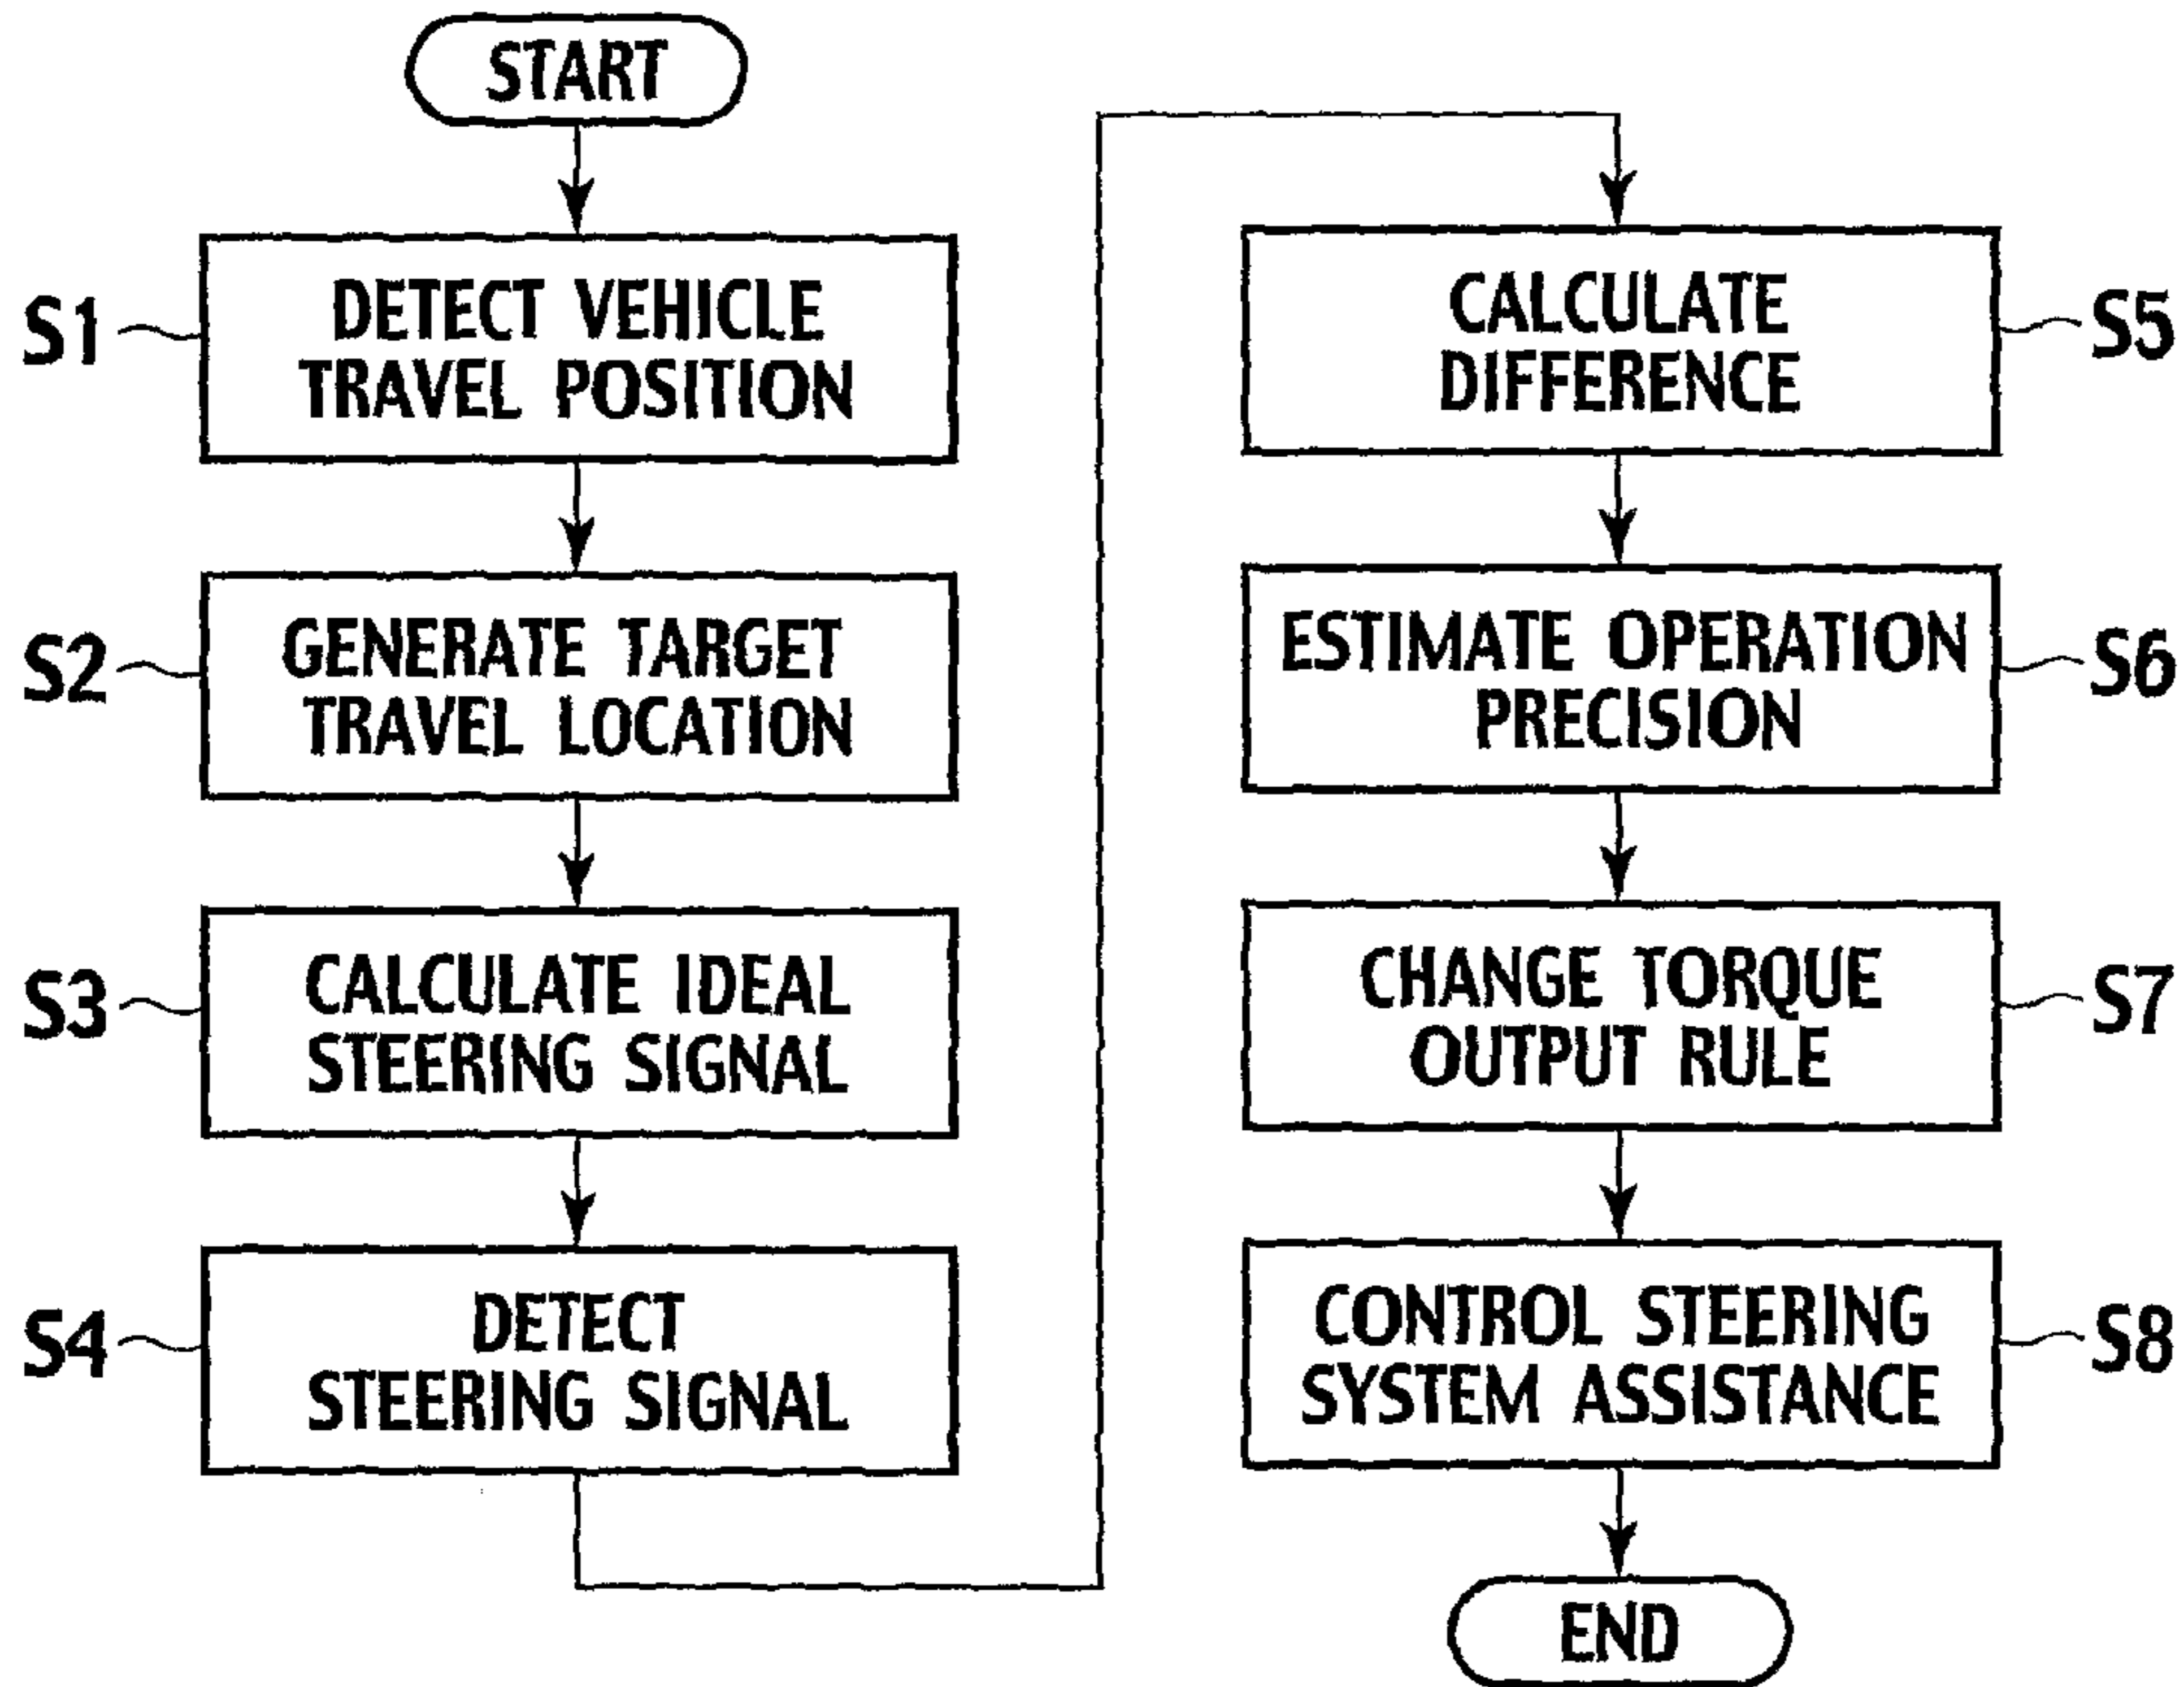 START
S1
DETECT VEHICLE
TRAVEL POSITION
S2
GENERATE TARGET
TRAVEL LOCATION
S3
CALCULATE IDEAL
STEERING SIGNAL
S4
DETECT
STEERING SIGNAL
CALCULATE
DIFFERENCE
S5
ESTIMATE OPERATION
PRECISION
S6
CHANGE TORQUE
OUTPUT RULE
S7
CONTROL STEERING
SYSTEM ASSISTANCE
S8
END